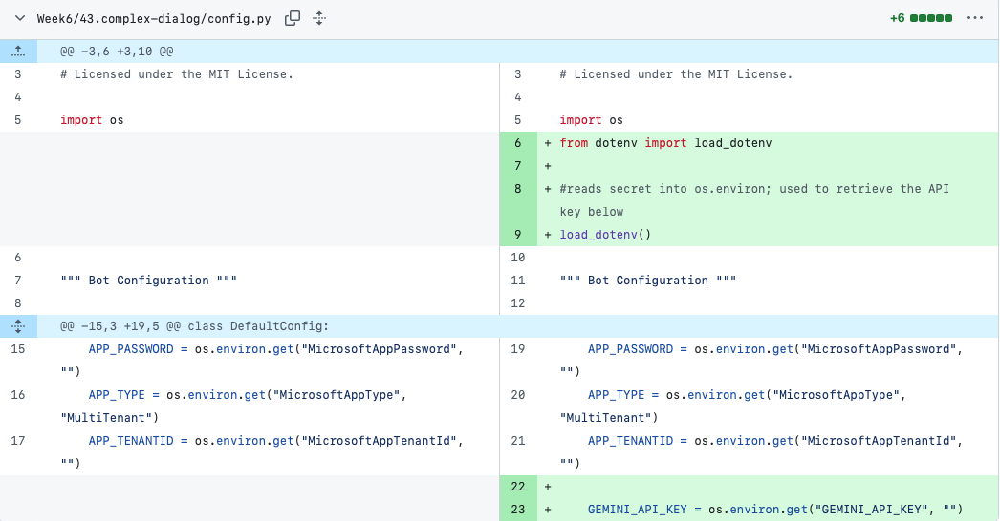 Week6/43.complex-dialog/config.py
+6
@@ -3,6 +3,10 @@
3 # Licensed under the MIT License.
3 # Licensed under the MIT License.
4
4
5 import os
5 import os
6 + from dotenv import load_dotenv
7 +
8 + #reads secret into os.environ; used to retrieve the API
key below
9 + load_dotenv()
6
10
7 """ Bot Configuration """
11 """ Bot Configuration """
8
12
@@ -15,3 +19,5 @@ class DefaultConfig:
15 APP_PASSWORD = os.environ.get("MicrosoftAppPassword",
"")
19 APP_PASSWORD = os.environ.get("MicrosoftAppPassword",
"")
16 APP_TYPE = os.environ.get("MicrosoftAppType",
"MultiTenant")
20 APP_TYPE = os.environ.get("MicrosoftAppType",
"MultiTenant")
17 APP_TENANTID = os.environ.get("MicrosoftAppTenantId",
"")
21 APP_TENANTID = os.environ.get("MicrosoftAppTenantId",
"")
22 +
23 + GEMINI_API_KEY = os.environ.get("GEMINI_API_KEY", "")